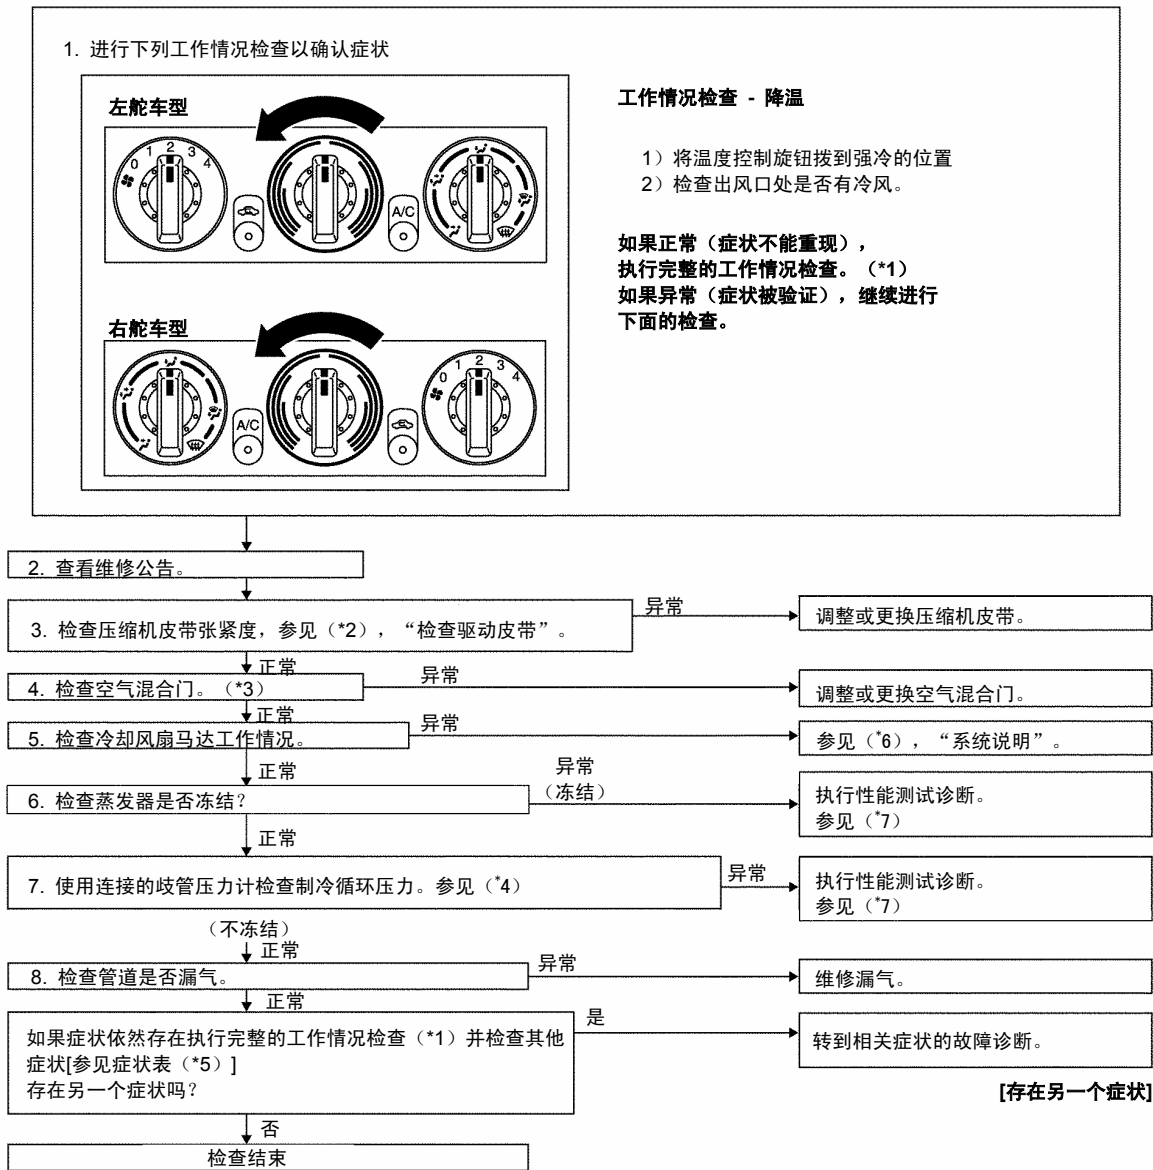 1. 进行下列工作情况检查以确认症状
左舵车型
0 1 2 3 4
A/C
右舵车型
A/C
0 1 2 3 4
工作情况检查 - 降温
1）将温度控制旋钮拨到强冷的位置
2）检查出风口处是否有冷风。
如果正常（症状不能重现），
执行完整的工作情况检查。（*1）
如果异常（症状被验证），继续进行
下面的检查。
2. 查看维修公告。
3. 检查压缩机皮带张紧度，参见（*2），“检查驱动皮带”。
异常
调整或更换压缩机皮带。
正常
4. 检查空气混合门。（*3）
异常
调整或更换空气混合门。
正常
5. 检查冷却风扇马达工作情况。
异常
参见（*6），“系统说明”。
正常
6. 检查蒸发器是否冻结？
异常
（冻结）
执行性能测试诊断。
参见（*7）
正常
7. 使用连接的歧管压力计检查制冷循环压力。参见（*4）
异常
执行性能测试诊断。
参见（*7）
（不冻结）
正常
8. 检查管道是否漏气。
异常
维修漏气。
正常
如果症状依然存在执行完整的工作情况检查（*1）并检查其他
症状[参见症状表（*5）]
存在另一个症状吗？
是
转到相关症状的故障诊断。
[存在另一个症状]
否
检查结束